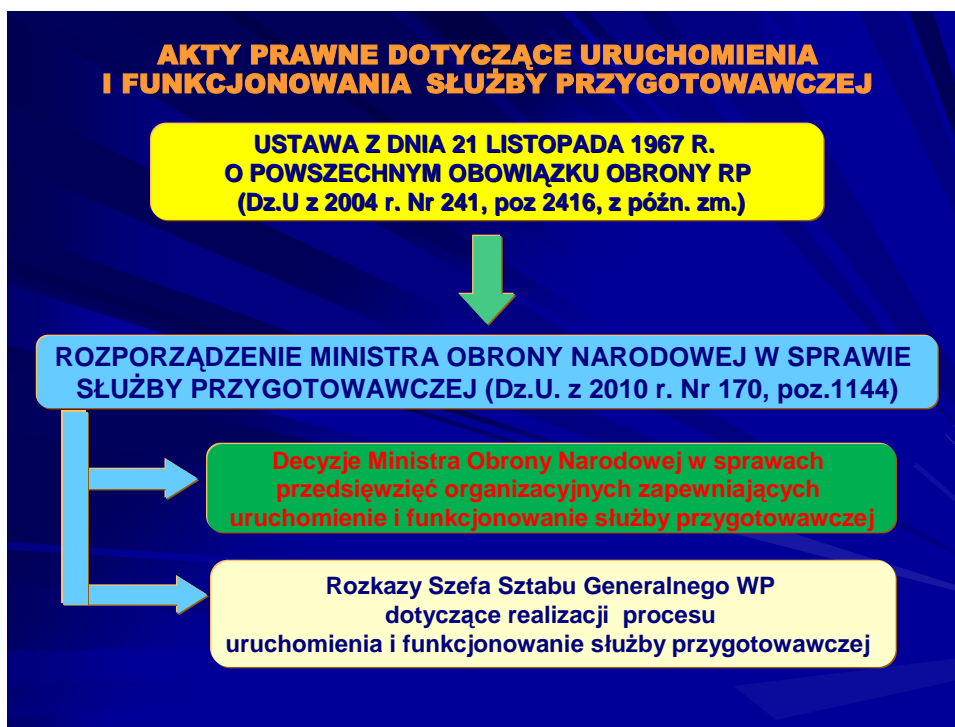 AKTY PRAWNE DOTYCZĄCE URUCHOMIENIA
I FUNKCJONOWANIA SŁUŻBY PRZYGOTOWAWCZEJ
USTAWA Z DNIA 21 LISTOPADA 1967 R.
O POWSZECHNYM OBOWIĄZKU OBRONY RP
(Dz.U z 2004 r. Nr 241, poz 2416, z późn. zm.)
ROZPORZĄDZENIE MINISTRA OBRONY NARODOWEJ W SPRAWIE
SŁUŻBY PRZYGOTOWAWCZEJ (Dz.U. z 2010 r. Nr 170, poz.1144)
Decyzje Ministra Obrony Narodowej w sprawach
przedsięwzięć organizacyjnych zapewniających
uruchomienie i funkcjonowanie służby przygotowawczej
Rozkazy Szefa Sztabu Generalnego WP
dotyczące realizacji procesu
uruchomienia i funkcjonowanie służby przygotowawczej